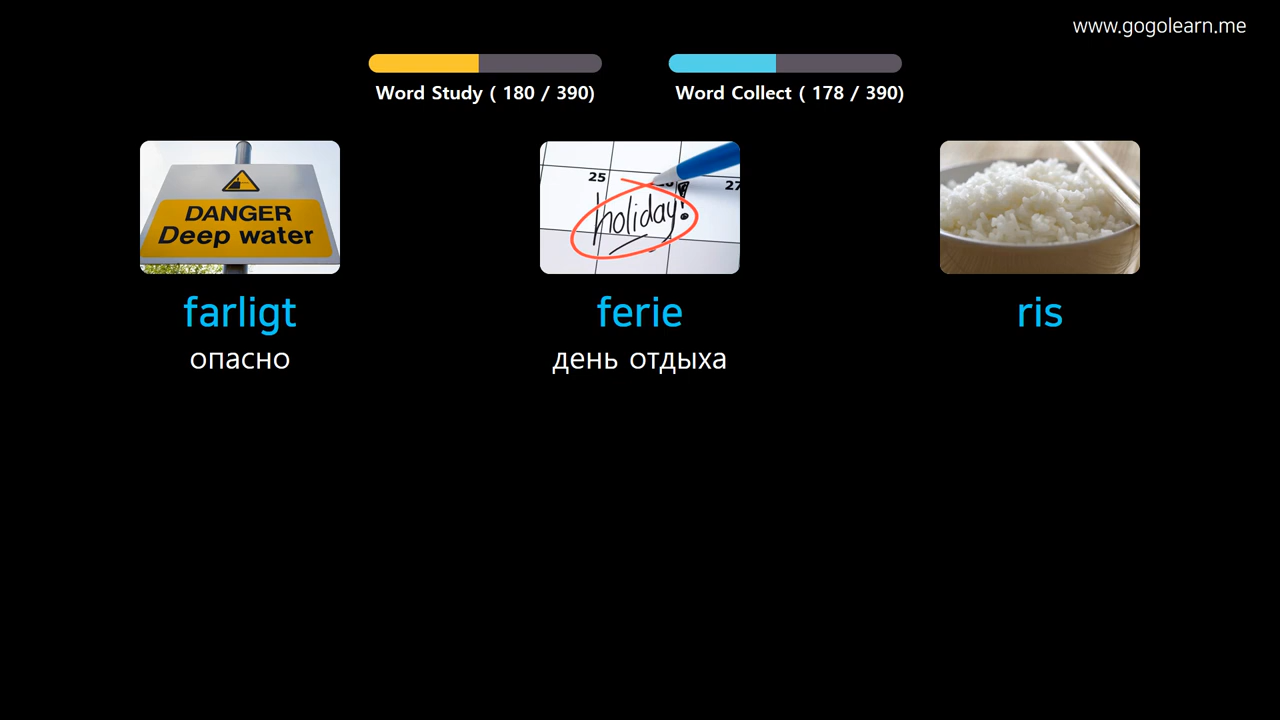 www.gogolearn.me
Word Study ( 180 / 390)
Word Collect ( 178 / 390)
DANGER
Deep water
25
27
holiday!
farligt
ferie
ris
опасно
день отдыха